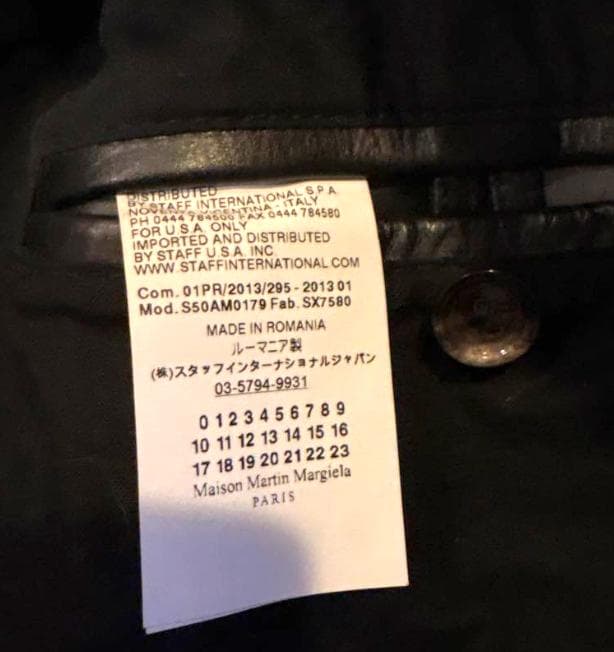 DISTRIBUTED
BY STAFF INTERNATIONAL S.P.A.
NOVENTA VICENTINA - ITALY
PH 0444 784500 FAX 0444 784580
FOR U.S.A. ONLY
IMPORTED AND DISTRIBUTED
BY STAFF U.S.A. INC.
WWW.STAFFINTERNATIONAL.COM
Com. 01PR/2013/295 - 2013 01
Mod. S50AM0179 Fab. SX7580
MADE IN ROMANIA
ルーマニア製
(株)スタッフインターナショナルジャパン
03-5794-9931
0 1 2 3 4 5 6 7 8 9
10 11 12 13 14 15 16
17 18 19 20 21 22 23
Maison Martin Margiela
PARIS